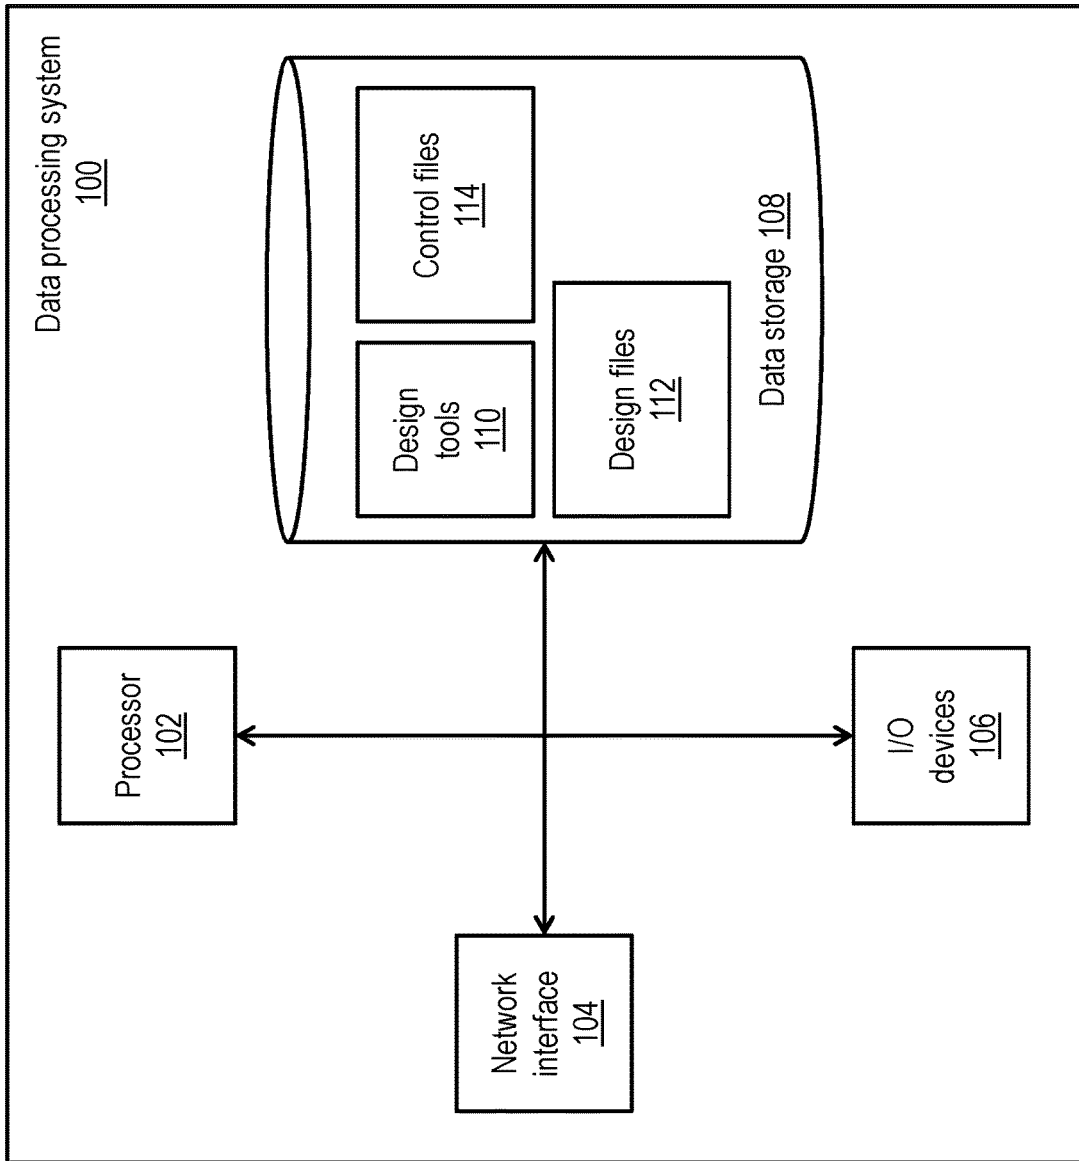 Data processing system
100
Processor
102
Network
interface
104
I/O
devices
106
Design
tools
110
Control files
114
Design files
112
Data storage 108